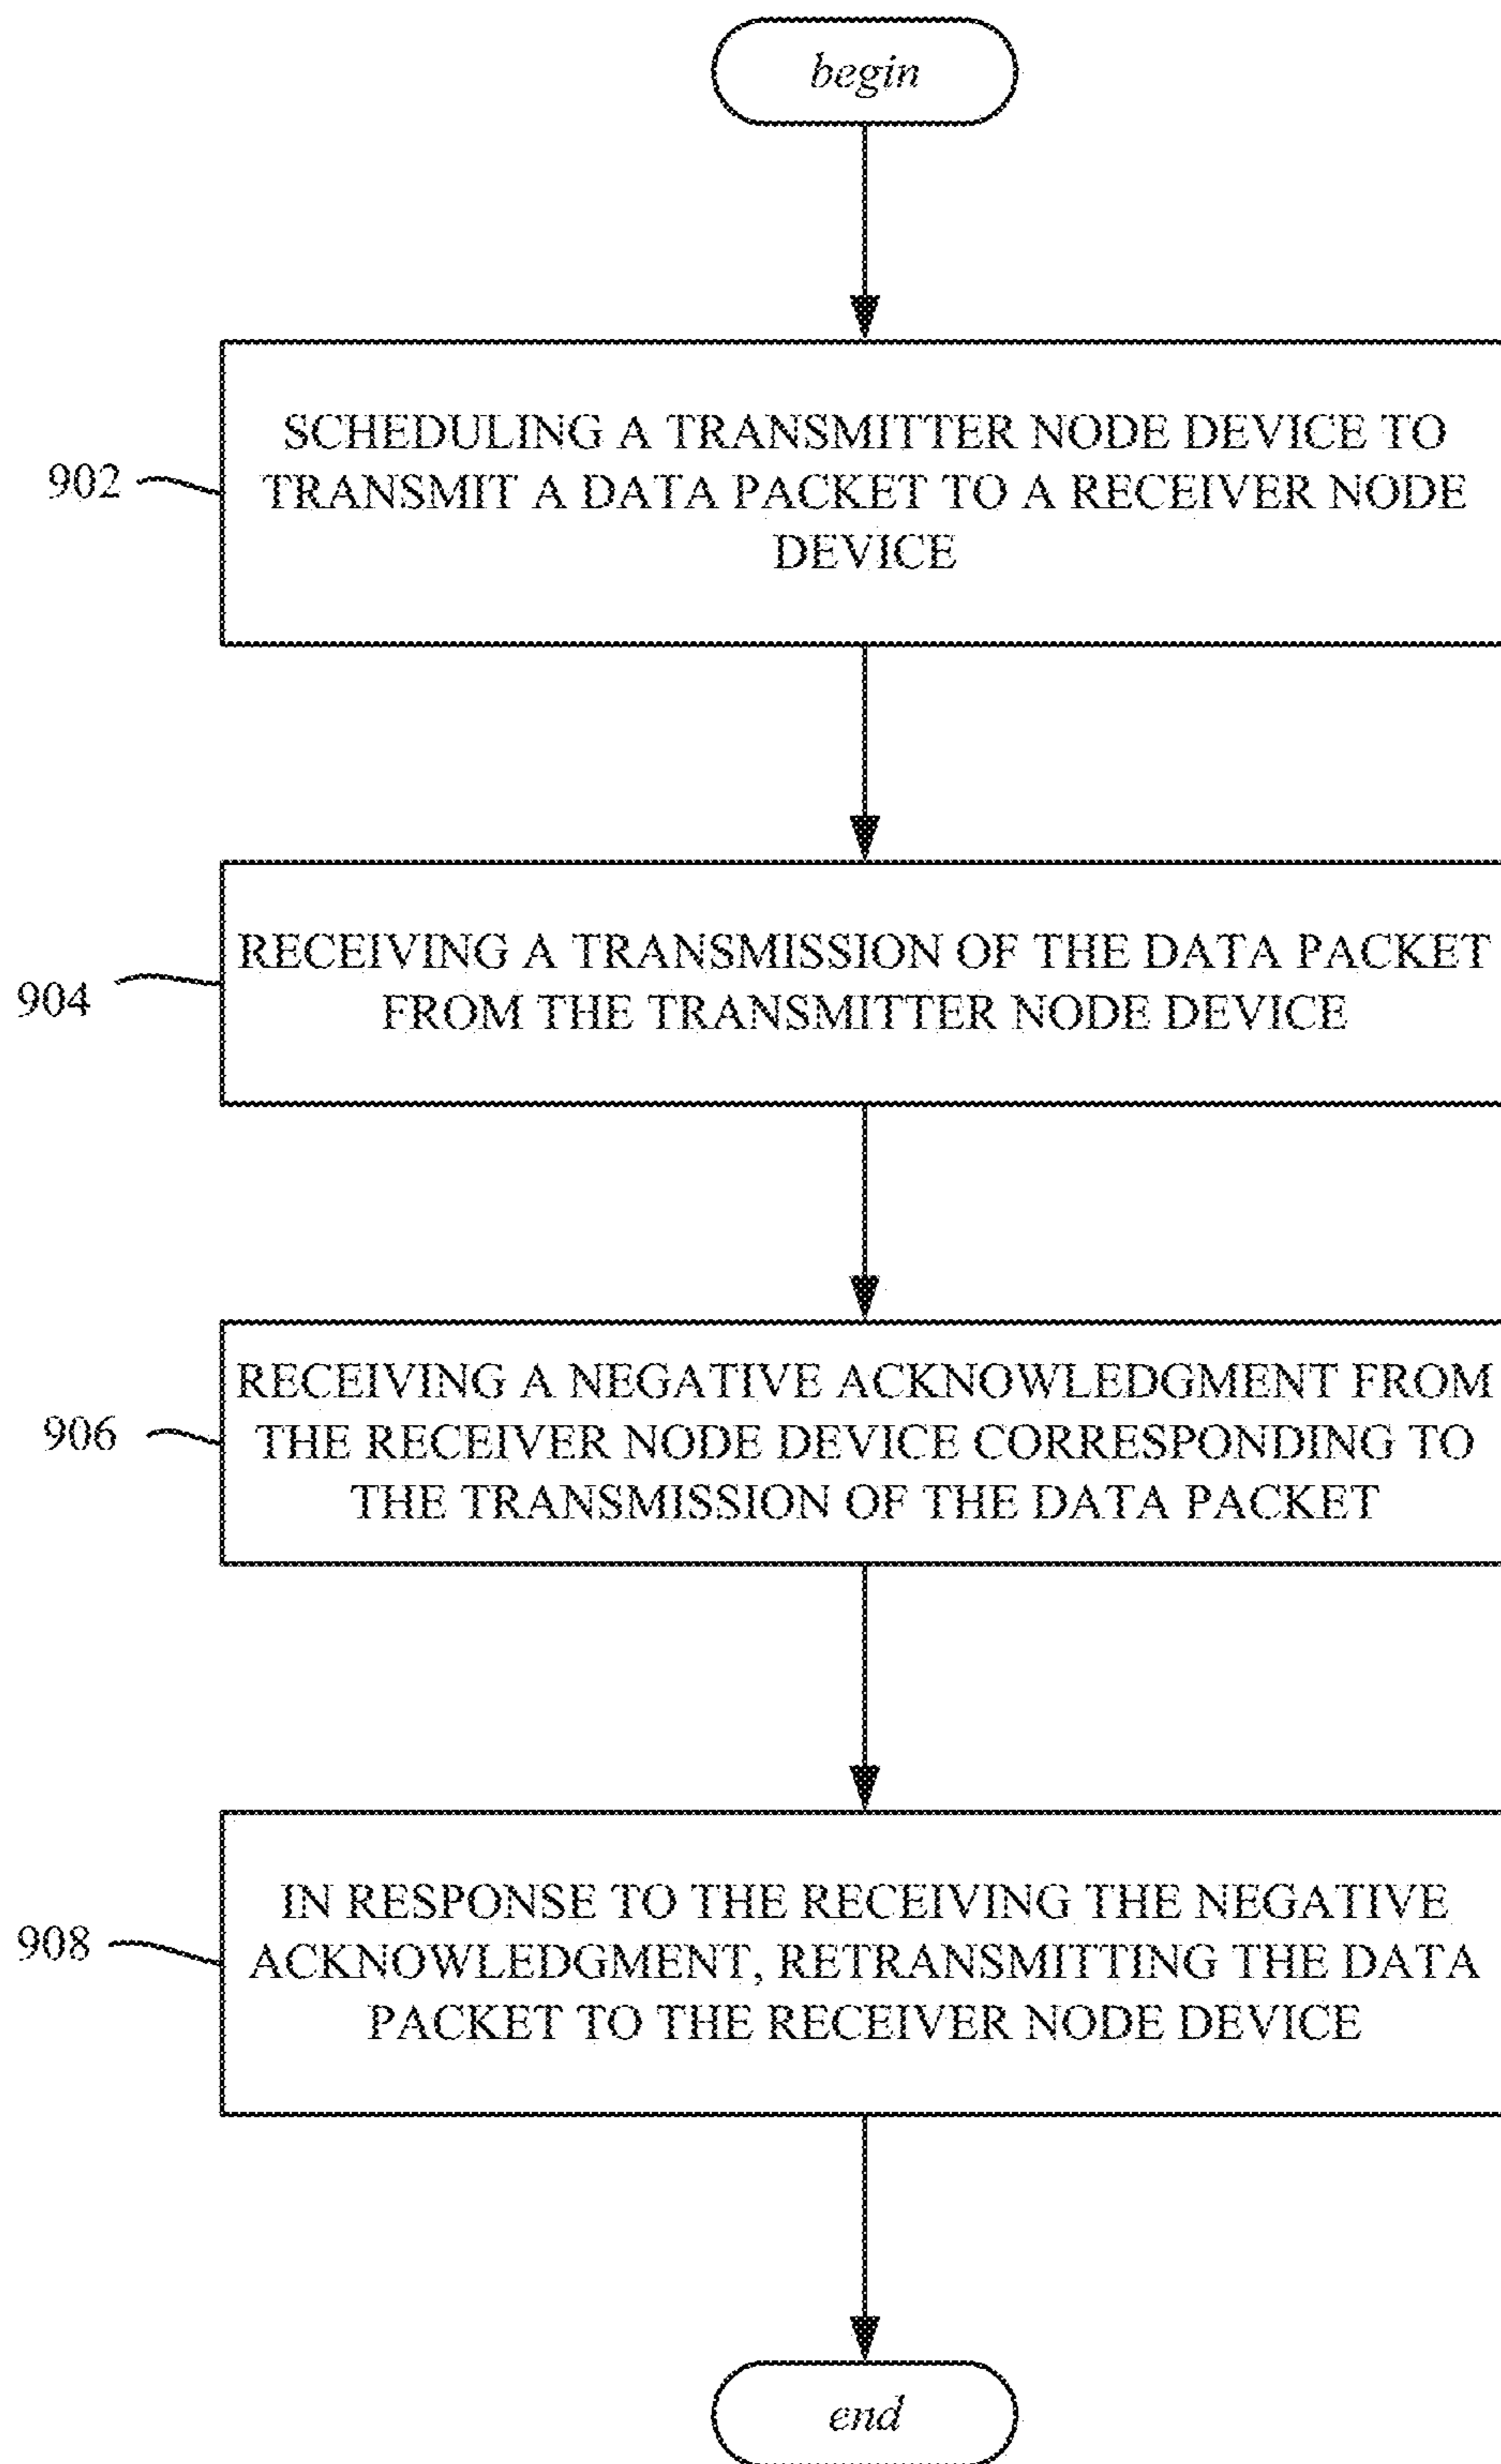 begin
SCHEDULING A TRANSMITTER NODE DEVICE TO
TRANSMIT A DATA PACKET TO A RECEIVER NODE
DEVICE
902
RECEIVING A TRANSMISSION OF THE DATA PACKET
FROM THE TRANSMITTER NODE DEVICE
904
RECEIVING A NEGATIVE ACKNOWLEDGMENT FROM
THE RECEIVER NODE DEVICE CORRESPONDING TO
THE TRANSMISSION OF THE DATA PACKET
906
IN RESPONSE TO THE RECEIVING THE NEGATIVE
ACKNOWLEDGMENT, RETRANSMITTING THE DATA
PACKET TO THE RECEIVER NODE DEVICE
908
end